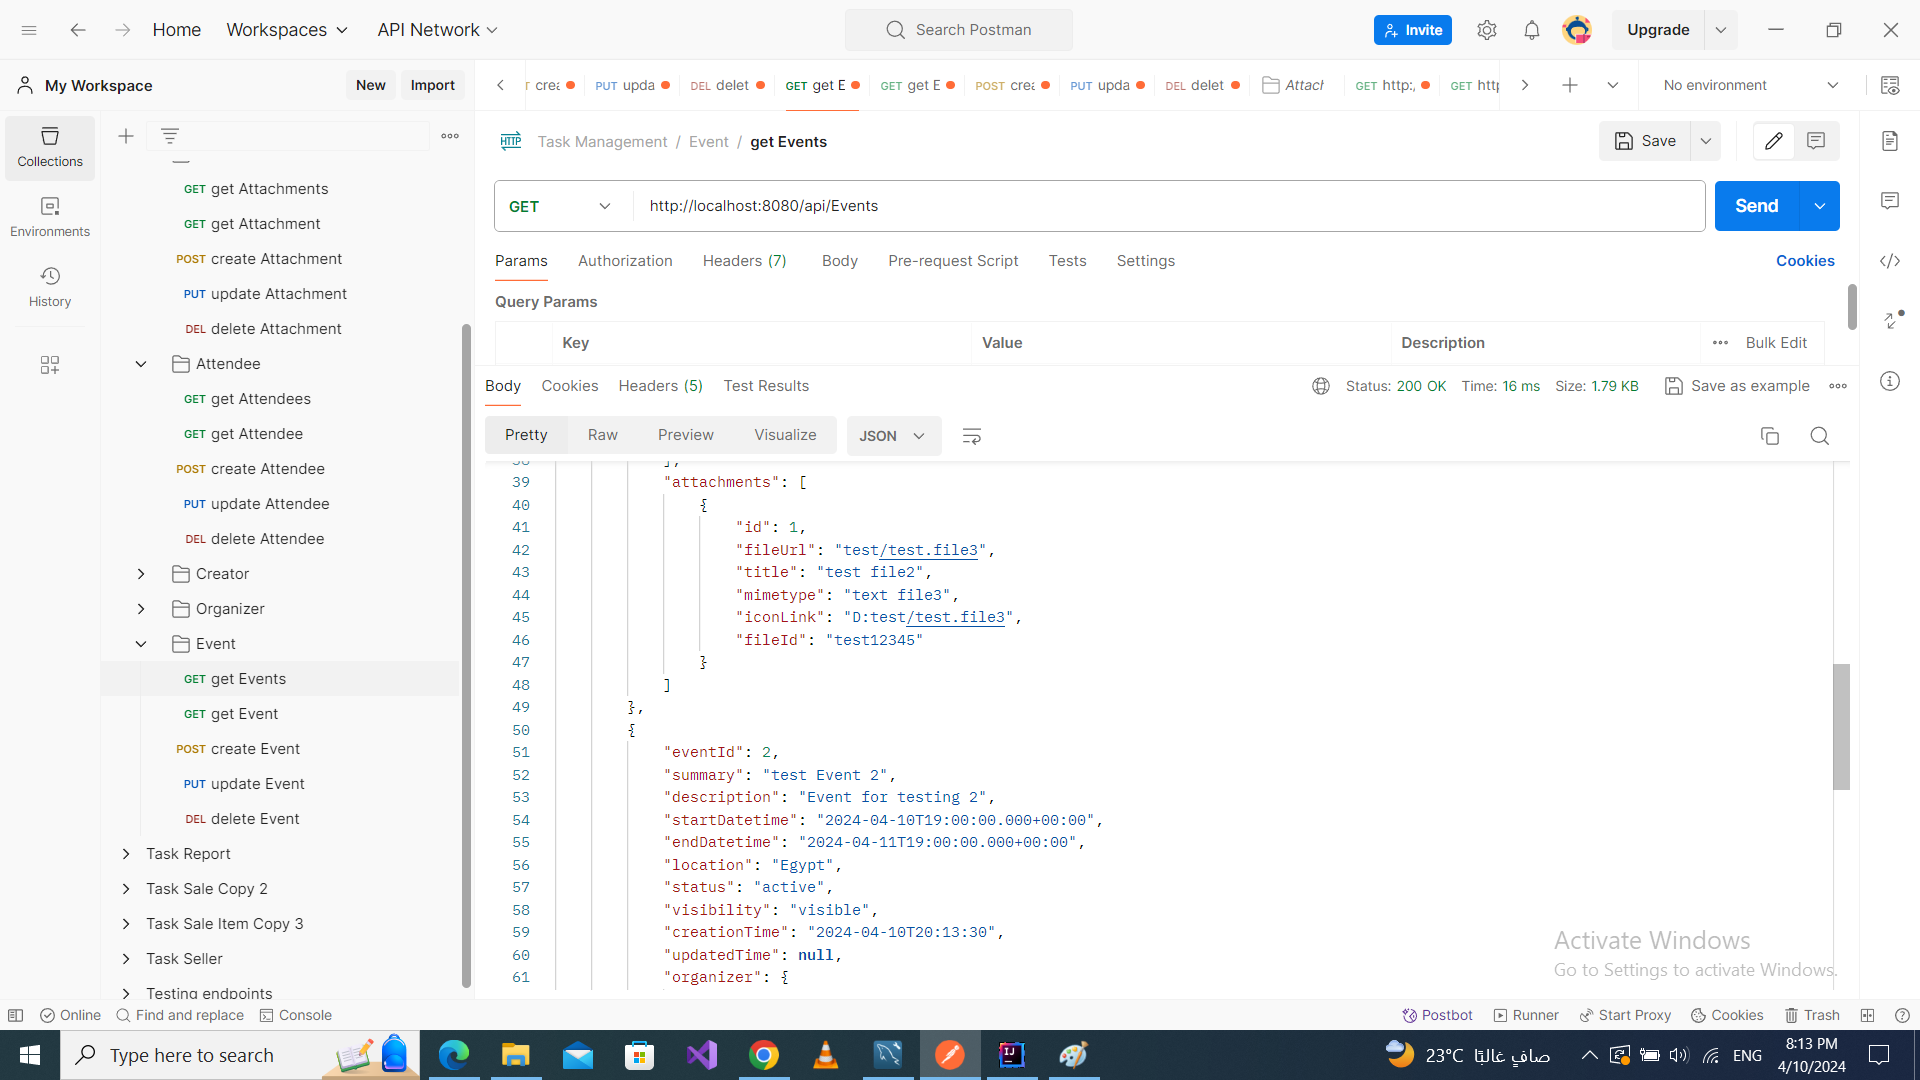 Home Workspaces API Network Search Postman Invite Upgrade
My Workspace New Import
PUT upda DEL delet GET get E GET get E POST crea PUT upda DEL delet Attach GET http: GET http No environment
Collections
Environments
History
GET get Attachments
GET get Attachment
POST create Attachment
PUT update Attachment
DEL delete Attachment
Attendee
GET get Attendees
GET get Attendee
POST create Attendee
PUT update Attendee
DEL delete Attendee
Creator
Organizer
Event
GET get Events
GET get Event
POST create Event
PUT update Event
DEL delete Event
Task Report
Task Sale Copy 2
Task Sale Item Copy 3
Task Seller
Testing endpoints
HTTP Task Management / Event / get Events Save
GET http://localhost:8080/api/Events Send
Params Authorization Headers (7) Body Pre-request Script Tests Settings Cookies
Query Params
Key Value Description Bulk Edit
Body Cookies Headers (5) Test Results Status: 200 OK Time: 16 ms Size: 1.79 KB Save as example
Pretty Raw Preview Visualize JSON
38 ],
39 "attachments": [
40 {
41 "id": 1,
42 "fileUrl": "test/test.file3",
43 "title": "test file2",
44 "mimetype": "text file3",
45 "iconLink": "D:test/test.file3",
46 "fileId": "test12345"
47 }
48 ]
49 },
50 {
51 "eventId": 2,
52 "summary": "test Event 2",
53 "description": "Event for testing 2",
54 "startDatetime": "2024-04-10T19:00:00.000+00:00",
55 "endDatetime": "2024-04-11T19:00:00.000+00:00",
56 "location": "Egypt",
57 "status": "active",
58 "visibility": "visible",
59 "creationTime": "2024-04-10T20:13:30",
60 "updatedTime": null,
61 "organizer": {
Activate Windows
Go to Settings to activate Windows.
Online Find and replace Console Postbot Runner Start Proxy Cookies Trash
Type here to search 23°C صافٍ غالبًا ENG 8:13 PM
4/10/2024